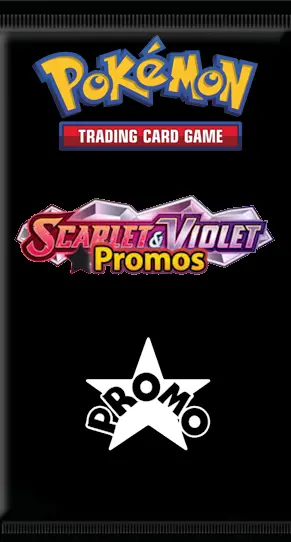 POKÉMON
TRADING CARD GAME
SCARLET & VIOLET
Promos
PROMO